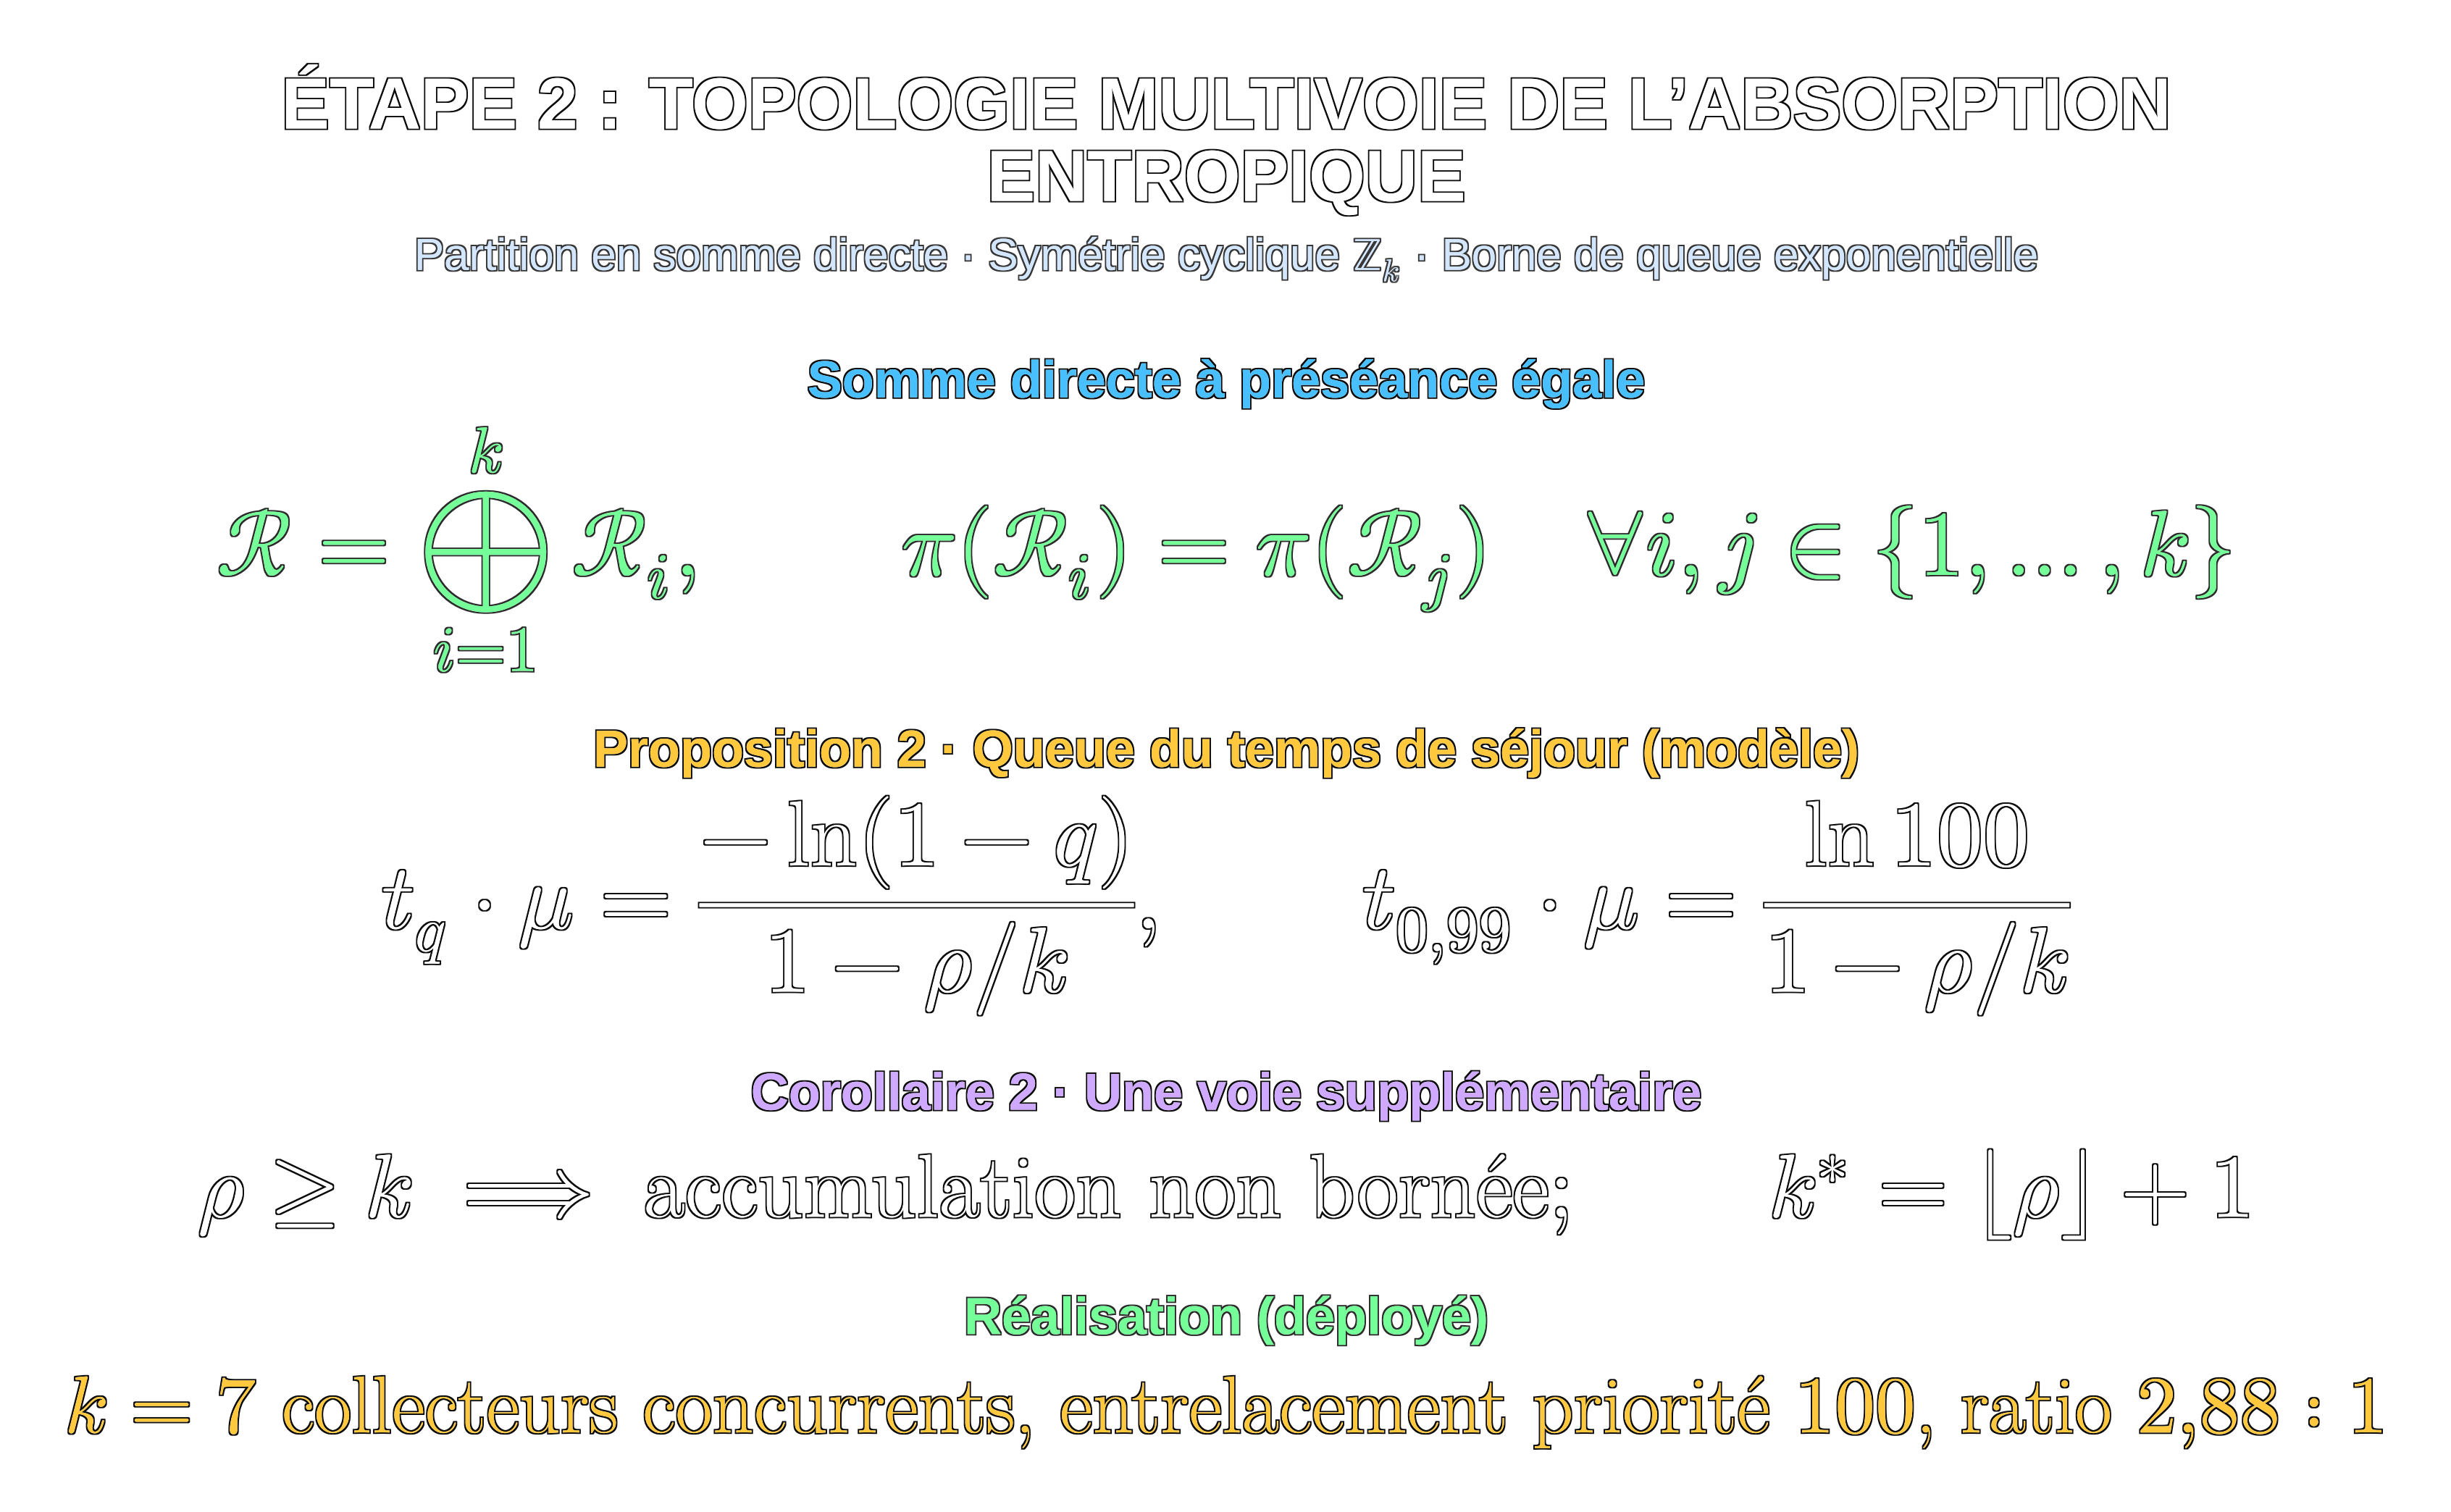 ÉTAPE 2 : TOPOLOGIE MULTIVOIE DE L’ABSORPTION
ENTROPIQUE
Partition en somme directe · Symétrie cyclique ℤ_k · Borne de queue exponentielle
Somme directe à préséance égale
ℛ = ⨁_{i=1}^{k} ℛ_i, π(ℛ_i) = π(ℛ_j) ∀i, j ∈ {1, …, k}
Proposition 2 · Queue du temps de séjour (modèle)
t_q · μ = \frac{− ln(1 − q)}{1 − ρ/k}, t_{0,99} · μ = \frac{ln 100}{1 − ρ/k}
Corollaire 2 · Une voie supplémentaire
ρ ≥ k ⟹ accumulation non bornée; k* = ⌊ρ⌋ + 1
Réalisation (déployé)
k = 7 collecteurs concurrents, entrelacement priorité 100, ratio 2,88 : 1